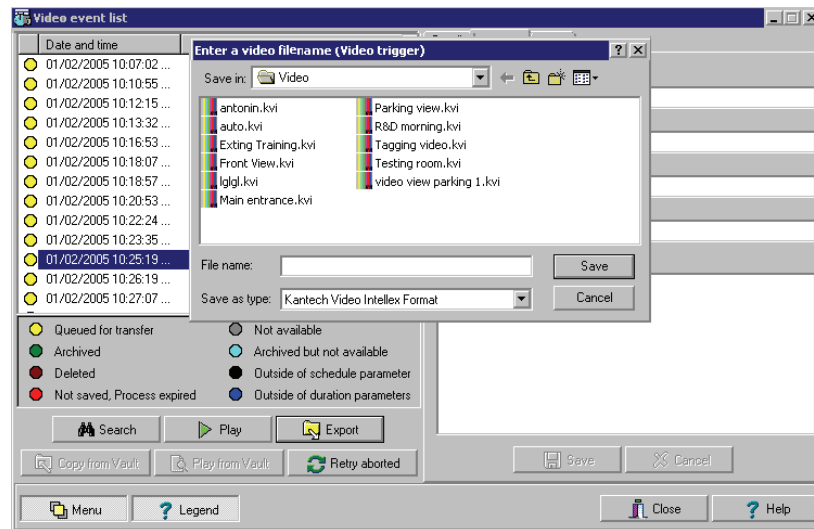 Video event list
Date and time
01/02/2005 10:07:02 ...
01/02/2005 10:10:55 ...
01/02/2005 10:12:15 ...
01/02/2005 10:13:32 ...
01/02/2005 10:16:53 ...
01/02/2005 10:18:07 ...
01/02/2005 10:18:57 ...
01/02/2005 10:20:53 ...
01/02/2005 10:22:24 ...
01/02/2005 10:23:35 ...
01/02/2005 10:25:19 ...
01/02/2005 10:26:19 ...
01/02/2005 10:27:07 ...
Enter a video filename (Video trigger)
Save in: Video
antonin.kvi
auto.kvi
Exting Training.kvi
Front View.kvi
lglgl.kvi
Main entrance.kvi
Parking view.kvi
R&D morning.kvi
Tagging video.kvi
Testing room.kvi
video view parking 1.kvi
File name:
Save
Save as type: Kantech Video Intellex Format
Cancel
Queued for transfer
Not available
Archived
Archived but not available
Deleted
Outside of schedule parameter
Not saved, Process expired
Outside of duration parameters
Search
Play
Export
Copy from Vault
Play from Vault
Retry aborted
Save
Cancel
Menu
Legend
Close
Help